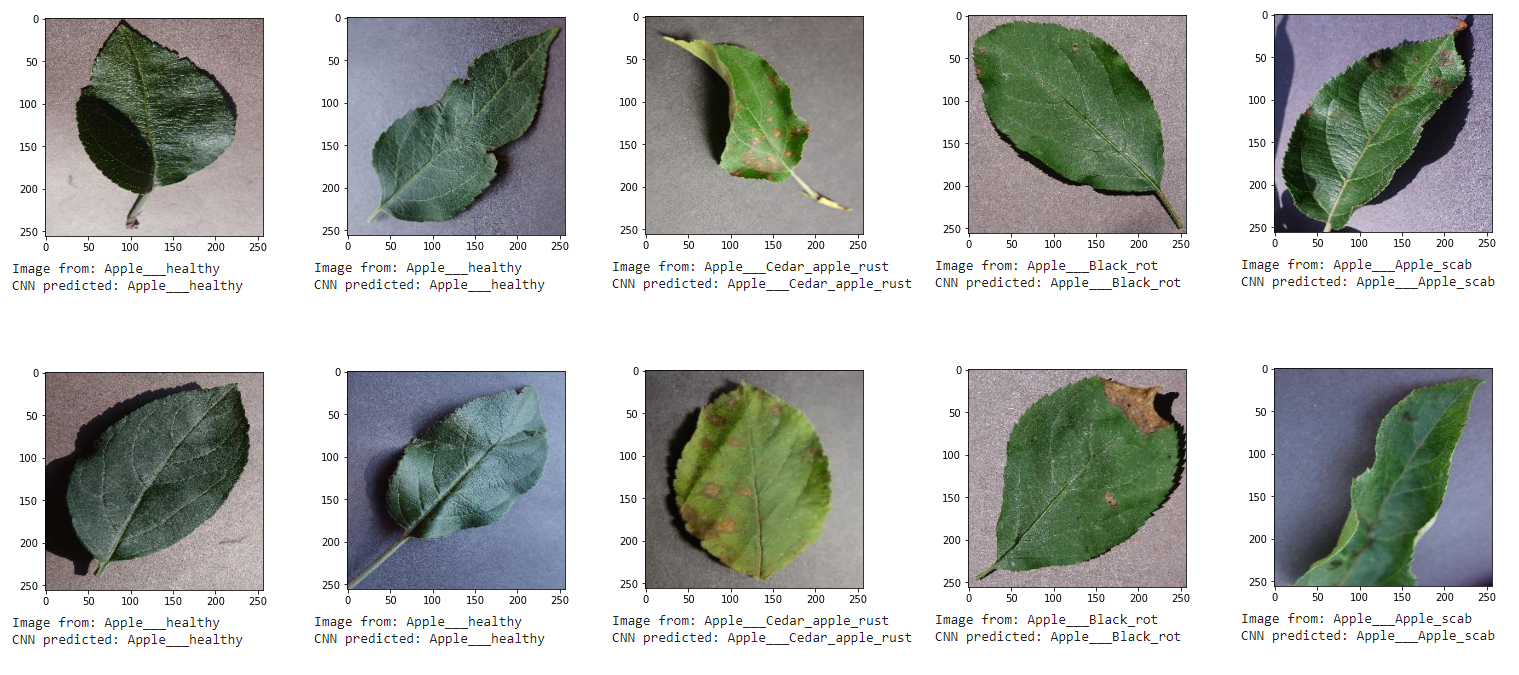 0
50
100
150
200
250
0 50 100 150 200 250
Image from: Apple___healthy
CNN predicted: Apple___healthy
0
50
100
150
200
250
0 50 100 150 200 250
Image from: Apple___healthy
CNN predicted: Apple___healthy
0
50
100
150
200
250
0 50 100 150 200 250
Image from: Apple___Cedar_apple_rust
CNN predicted: Apple___Cedar_apple_rust
0
50
100
150
200
250
0 50 100 150 200 250
Image from: Apple___Black_rot
CNN predicted: Apple___Black_rot
0
50
100
150
200
250
0 50 100 150 200 250
Image from: Apple___Apple_scab
CNN predicted: Apple___Apple_scab
0
50
100
150
200
250
0 50 100 150 200 250
Image from: Apple___healthy
CNN predicted: Apple___healthy
0
50
100
150
200
250
0 50 100 150 200 250
Image from: Apple___healthy
CNN predicted: Apple___healthy
0
50
100
150
200
250
0 50 100 150 200 250
Image from: Apple___Cedar_apple_rust
CNN predicted: Apple___Cedar_apple_rust
0
50
100
150
200
250
0 50 100 150 200 250
Image from: Apple___Black_rot
CNN predicted: Apple___Black_rot
0
50
100
150
200
250
0 50 100 150 200 250
Image from: Apple___Apple_scab
CNN predicted: Apple___Apple_scab